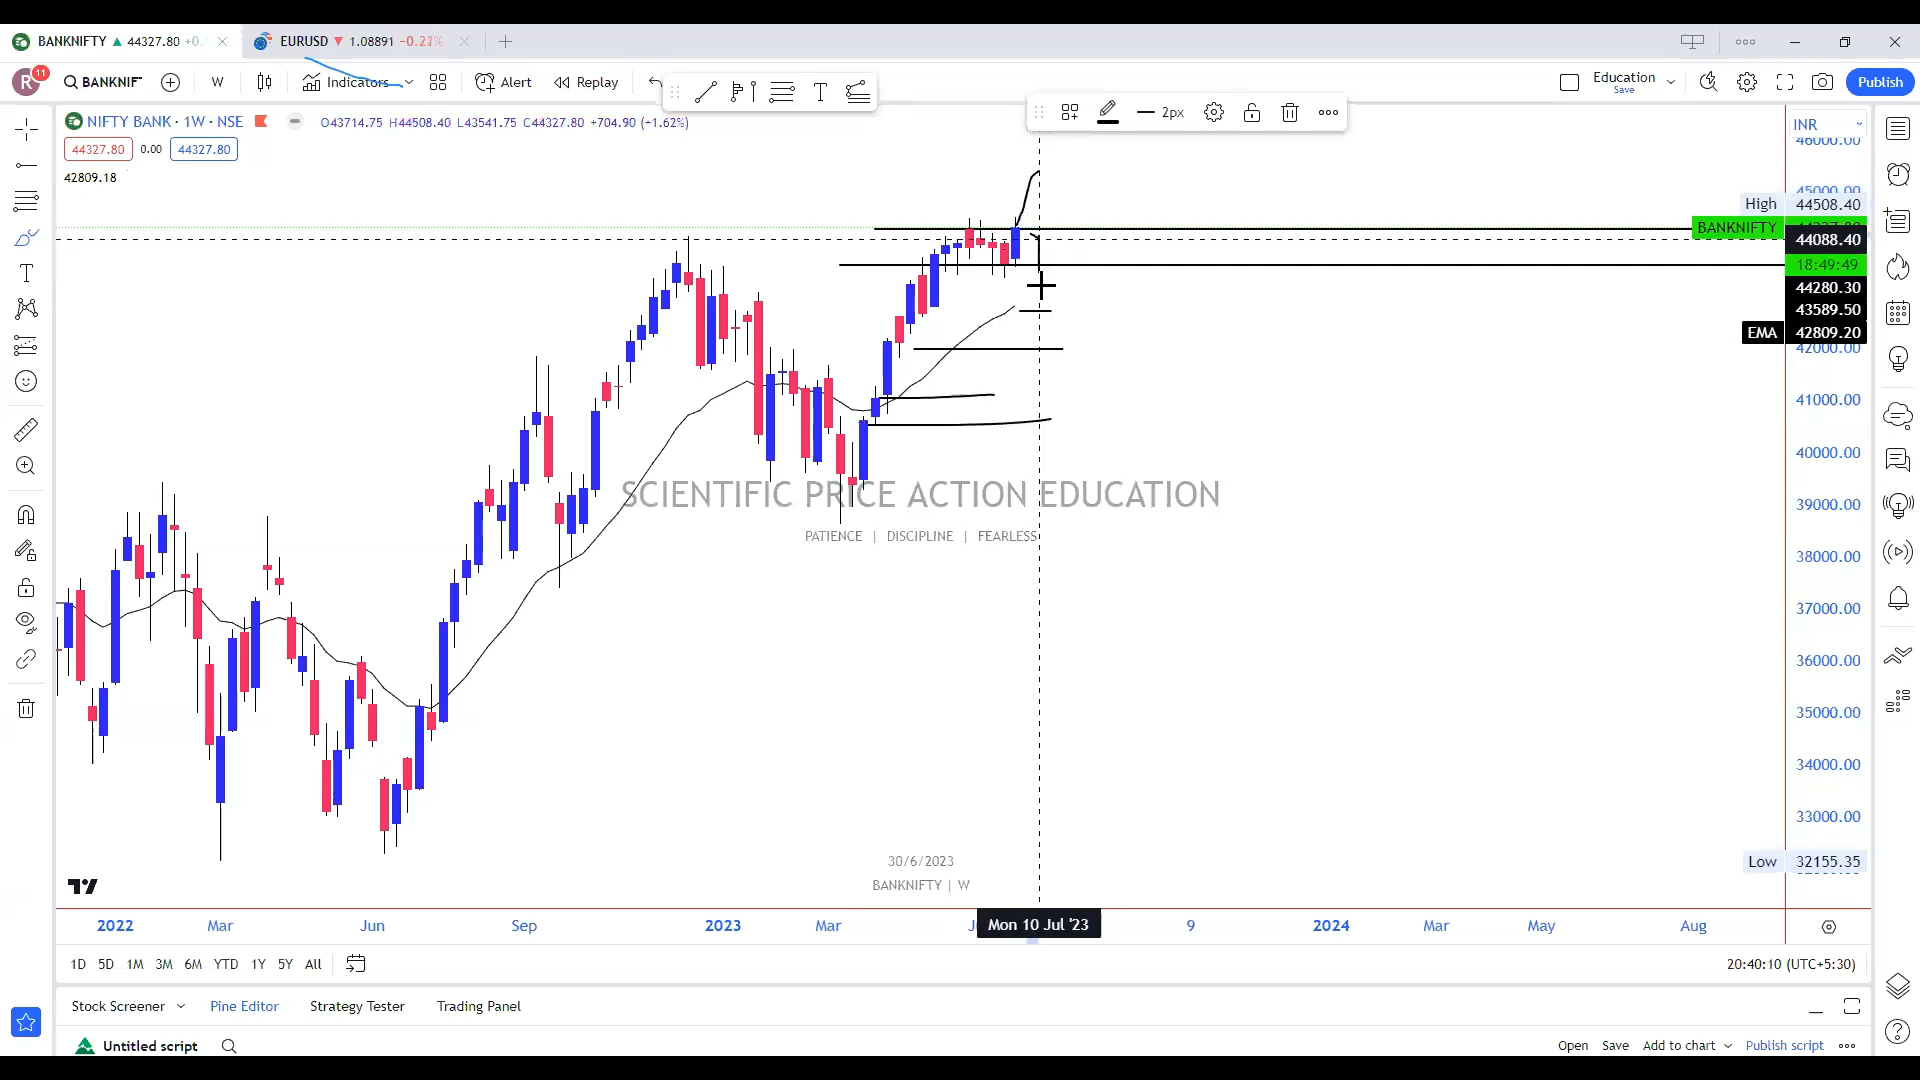 BANKNIFTY 44327.80 +0.
EURUSD 1.08891 -0.27%
R 11 BANKNIF W Indicators Alert Replay T 2px Education Save Publish
NIFTY BANK · 1W · NSE O43714.75 H44508.40 L43541.75 C44327.80 +704.90 (+1.62%)
INR
44327.80 0.00 44327.80
42809.18
46000.00
45000.00
High 44508.40
BANKNIFTY
44088.40
18:49:49
44280.30
43589.50
EMA 42809.20
42000.00
41000.00
40000.00
39000.00
38000.00
37000.00
36000.00
35000.00
34000.00
33000.00
Low 32155.35
SCIENTIFIC PRICE ACTION EDUCATION
PATIENCE | DISCIPLINE | FEARLESS
30/6/2023
BANKNIFTY | W
2022 Mar Jun Sep 2023 Mar Mon 10 Jul '23 9 2024 Mar May Aug
1D 5D 1M 3M 6M YTD 1Y 5Y All 20:40:10 (UTC+5:30)
Stock Screener Pine Editor Strategy Tester Trading Panel
Untitled script Open Save Add to chart Publish script